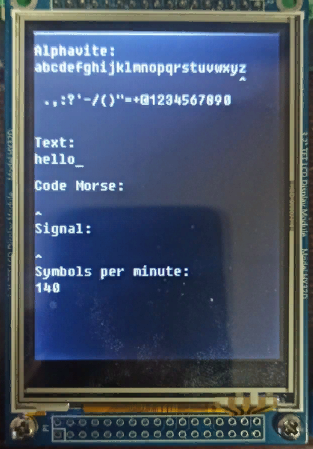 Alphavite:
abcdefghijklmnopqrstuvwxyz
^
.,:?'-/()"=+@1234567890
Text:
hello_
Code Morse:
^
Signal:
^
Symbols per minute:
140